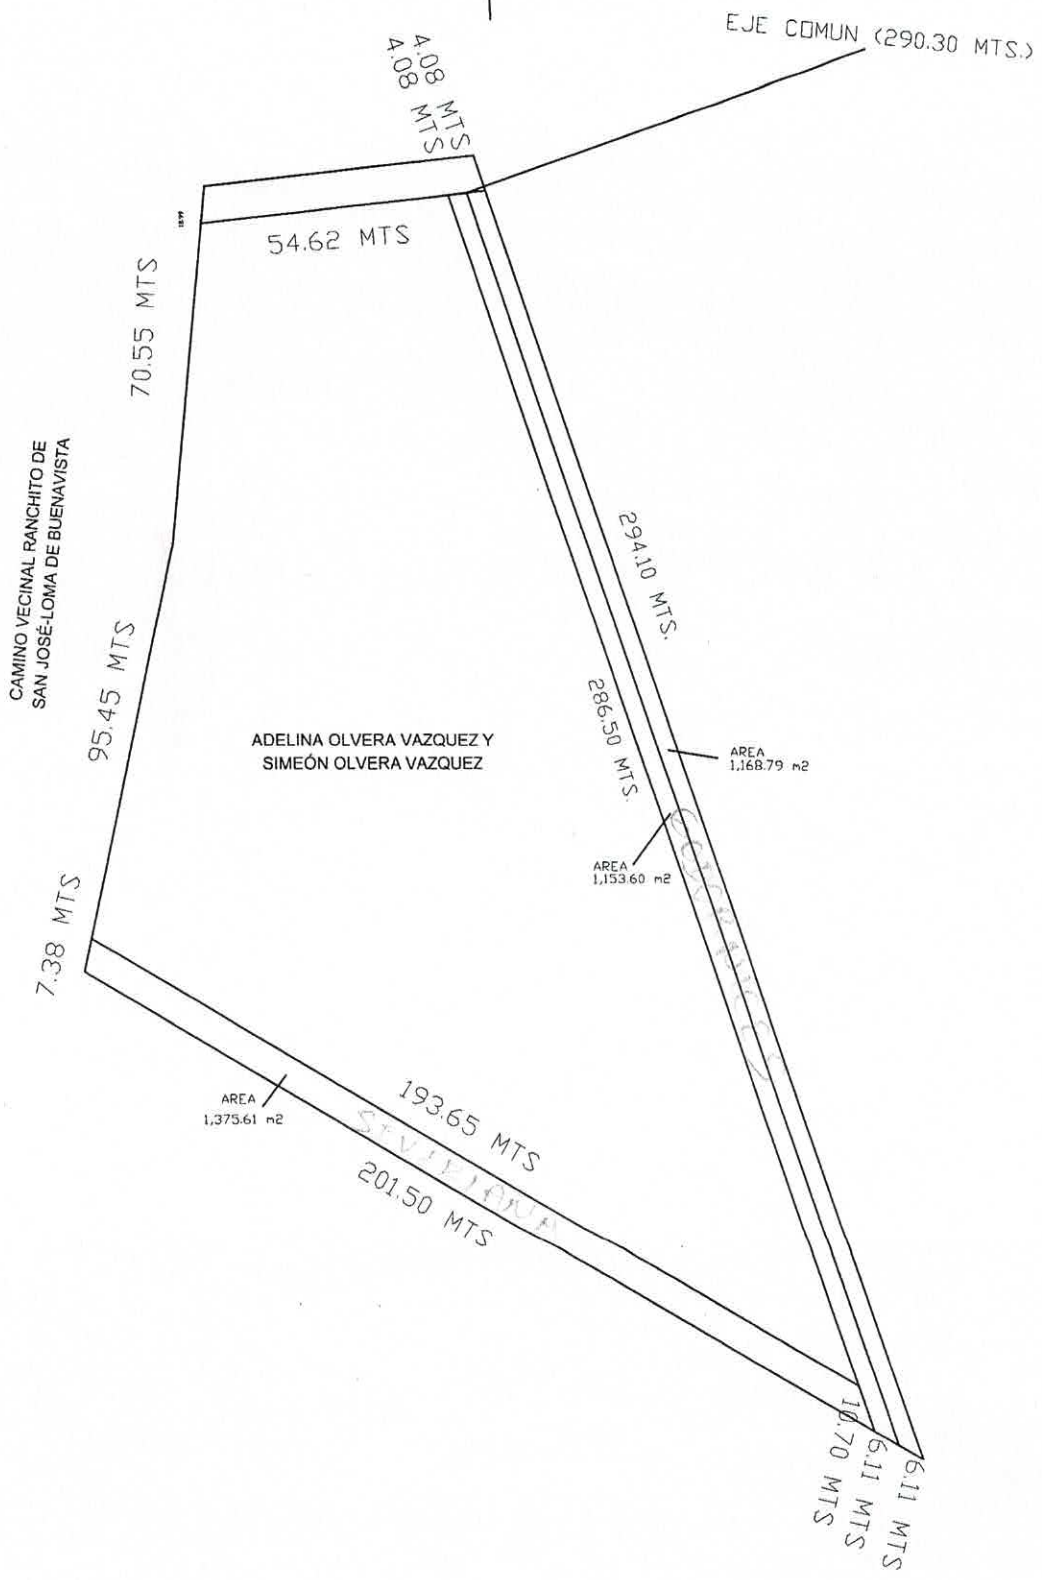 EJE COMUN (290.30 MTS.)
4.08 MTS
4.08 MTS
54.62 MTS
70.55 MTS
CAMINO VECINAL RANCHITO DE
SAN JOSÉ-LOMA DE BUENAVISTA
294.10 MTS.
286.50 MTS.
95.45 MTS
ADELINA OLVERA VAZQUEZ Y
SIMEÓN OLVERA VAZQUEZ
AREA
1,168.79 m2
AREA
1,153.60 m2
7.38 MTS
AREA
1,375.61 m2
193.65 MTS
201.50 MTS
10.70 MTS
6.11 MTS
6.11 MTS